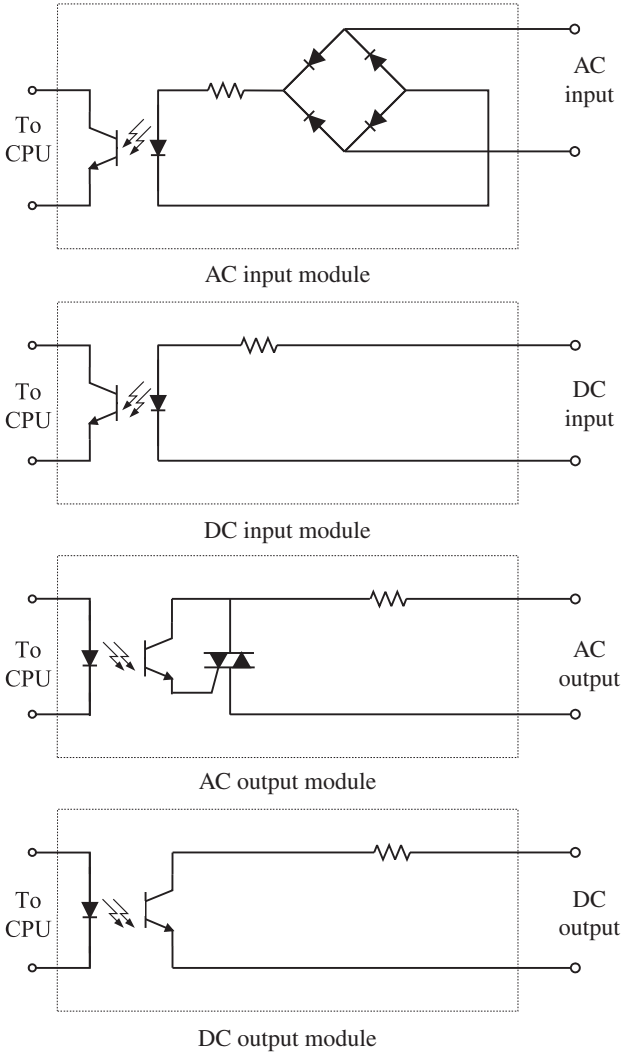 To
CPU
AC
input
AC input module
To
CPU
DC
input
DC input module
To
CPU
AC
output
AC output module
To
CPU
DC
output
DC output module